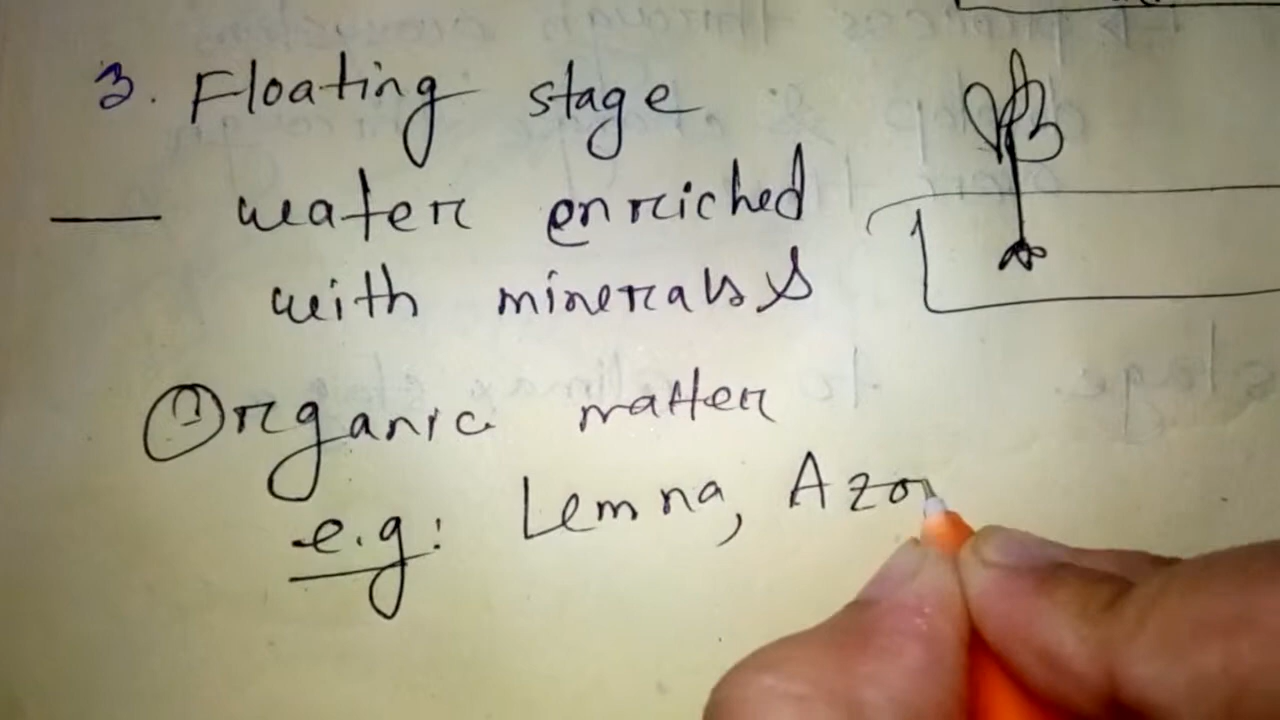 3. Floating stage
— water enriched
with minerals &
Organic matter
e.g: Lemna, Azo